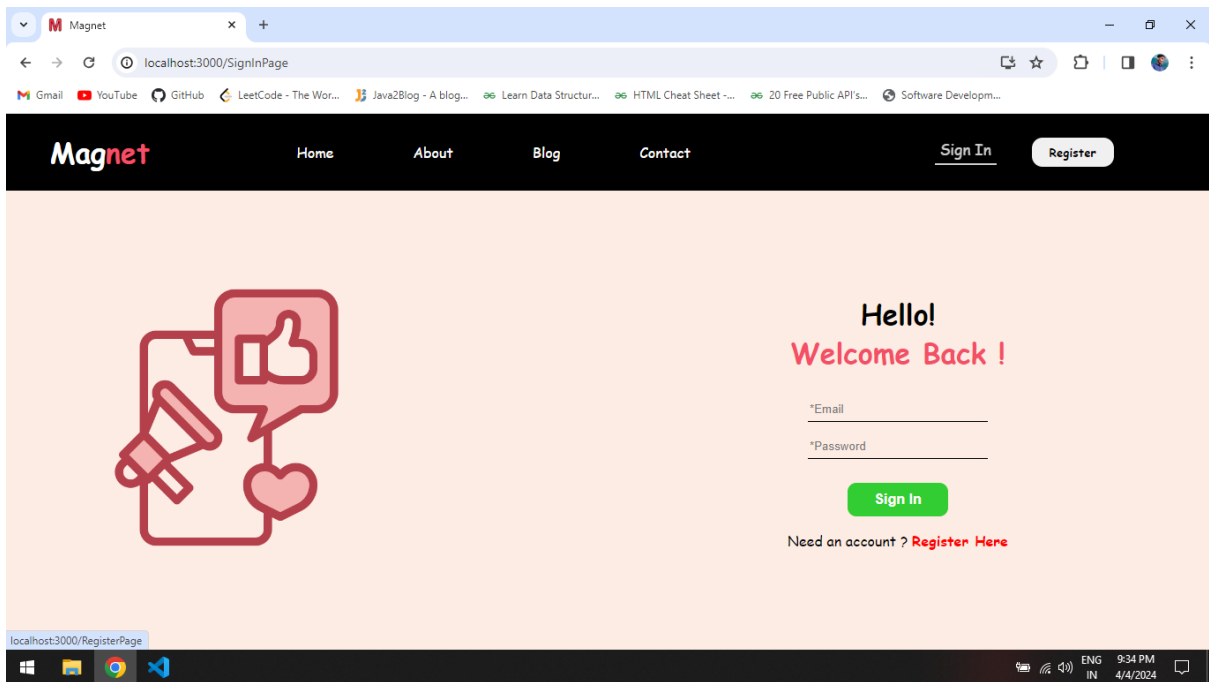 M Magnet
localhost:3000/SignInPage
Gmail YouTube GitHub LeetCode - The Wor... Java2Blog - A blog... Learn Data Structur... HTML Cheat Sheet -... 20 Free Public API's... Software Developm...
Magnet Home About Blog Contact Sign In Register
Hello!
Welcome Back !
*Email
*Password
Sign In
Need an account ? Register Here
localhost:3000/RegisterPage
ENG 9:34 PM
IN 4/4/2024